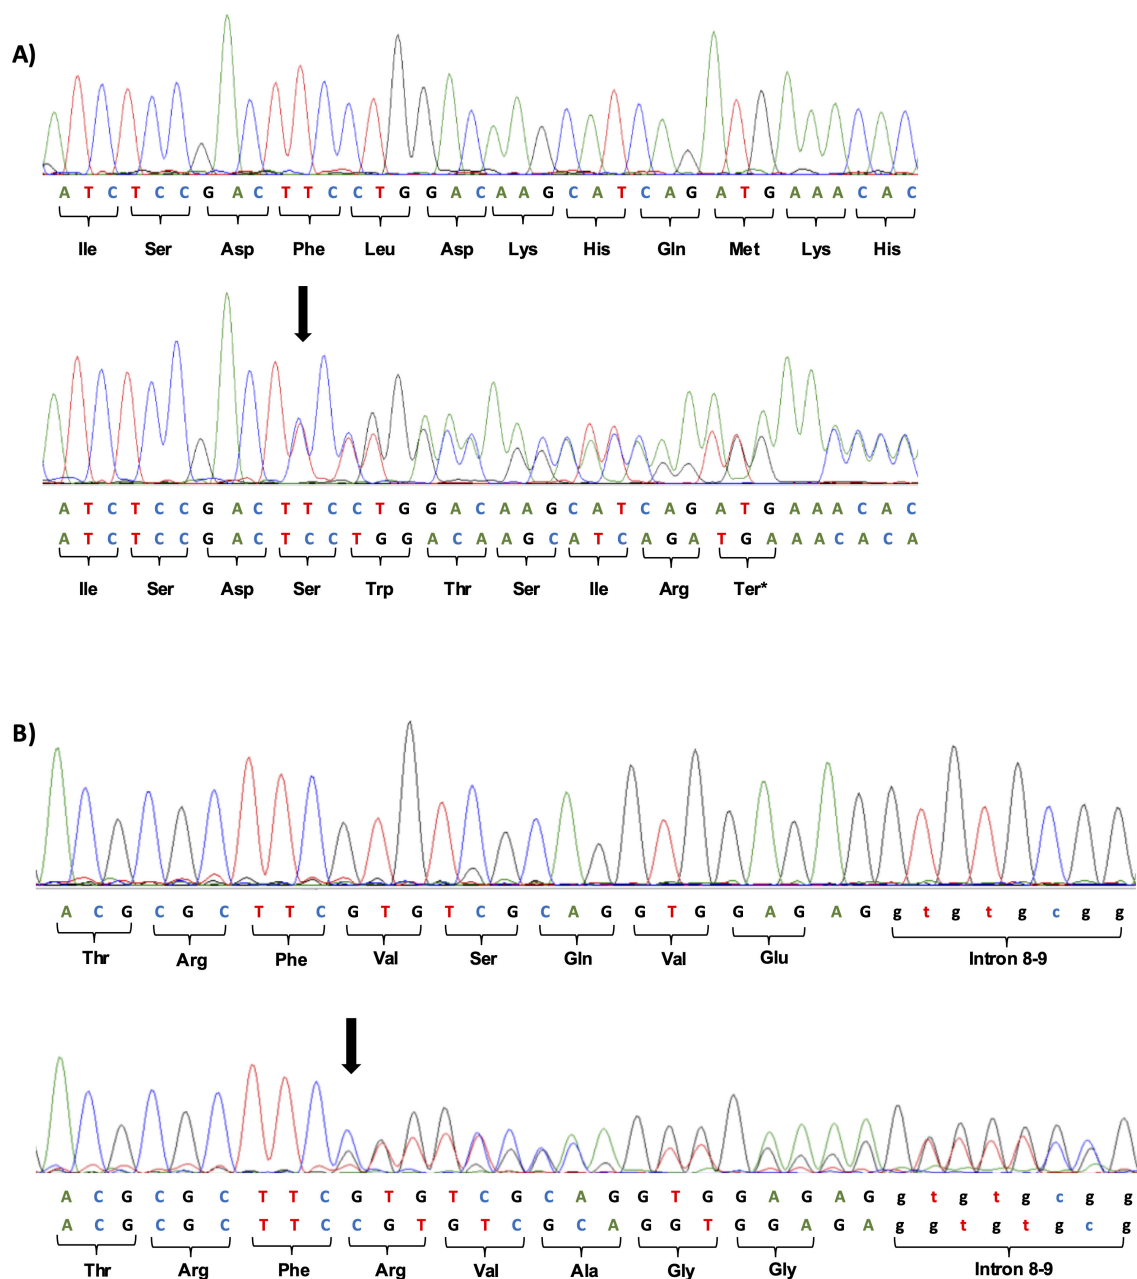 A)
A T C T C C G A C T T C C T G G A C A A G C A T C A G A T G A A A C A C
Ile Ser Asp Phe Leu Asp Lys His Gln Met Lys His
A T C T C C G A C T T C C T G G A C A A G C A T C A G A T G A A A C A C
A T C T C C G A C T C C T G G A C A A G C A T C A G A T G A A A C A C A
Ile Ser Asp Ser Trp Thr Ser Ile Arg Ter*
B)
A C G C G C T T C G T G T C G C A G G T G G A G A G g t g t g c g g
Thr Arg Phe Val Ser Gln Val Glu Intron 8-9
A C G C G C T T C G T G T C G C A G G T G G A G A G g t g t g c g g
A C G C G C T T C C G T G T C G C A G G T G G A G A g g t g t g c g
Thr Arg Phe Arg Val Ala Gly Gly Intron 8-9